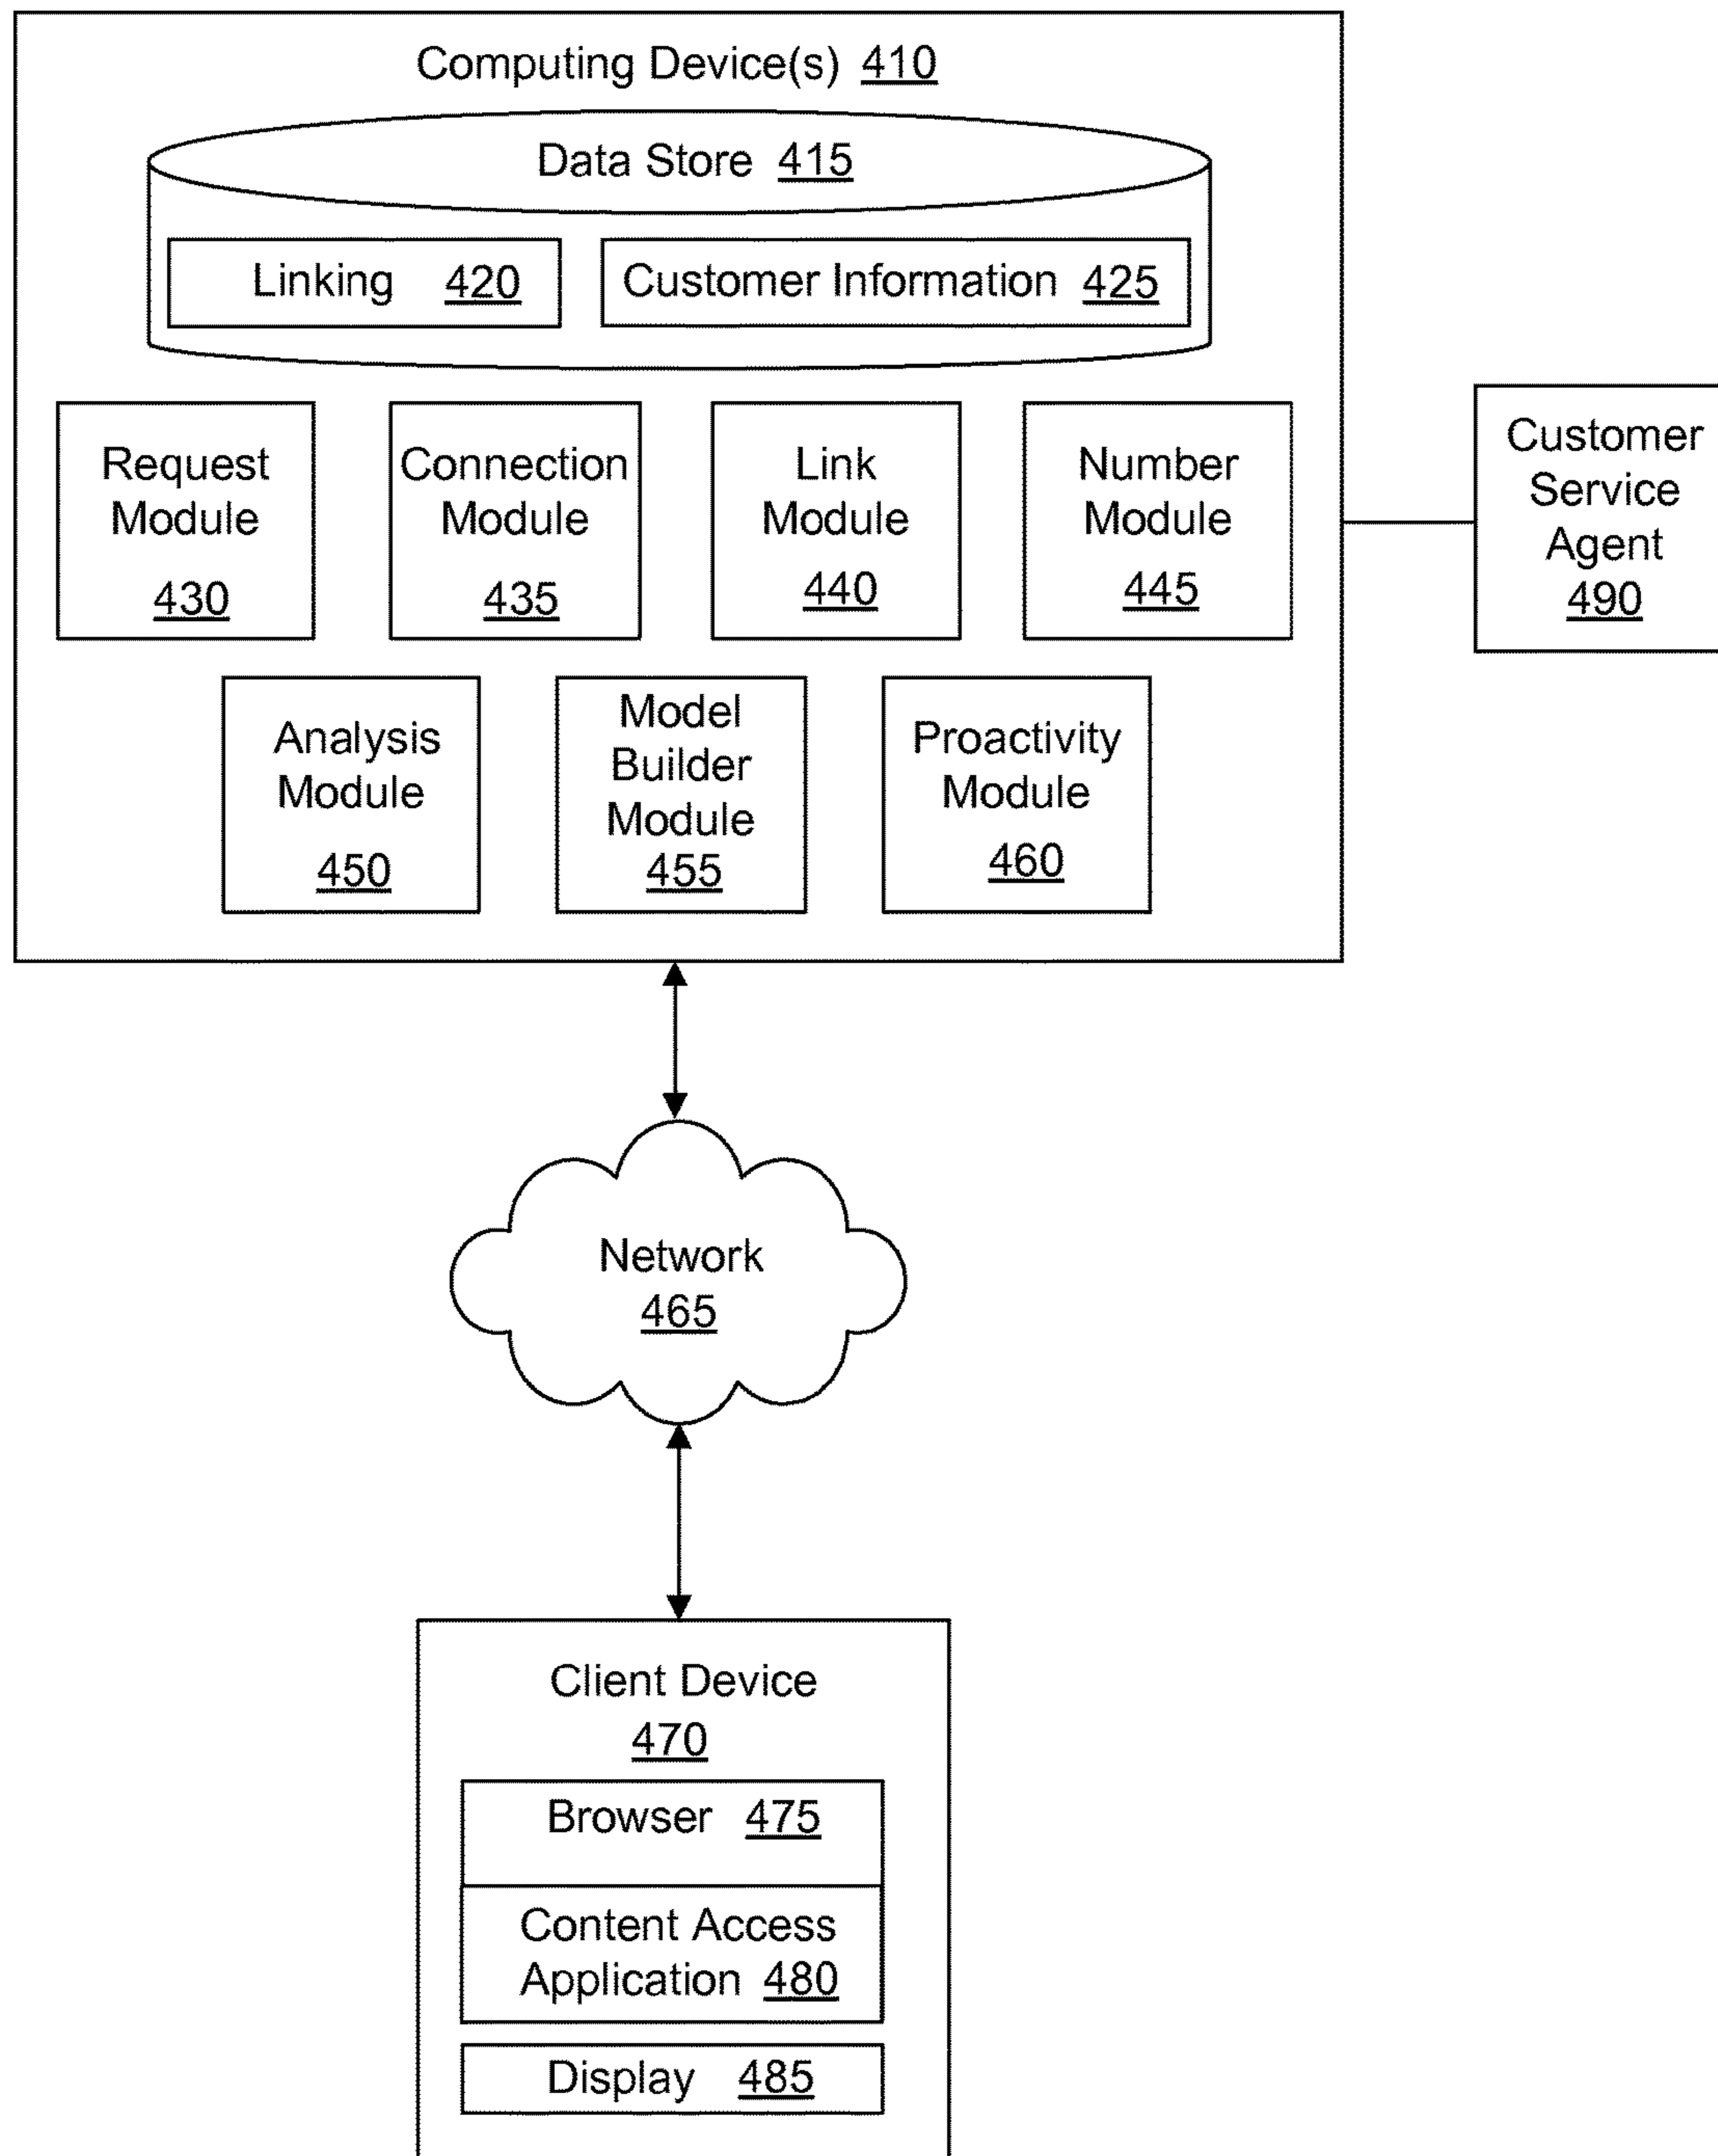 Computing Device(s) 410
Data Store 415
Linking 420
Customer Information 425
Request
Module
430
Connection
Module
435
Link
Module
440
Number
Module
445
Customer
Service
Agent
490
Analysis
Module
450
Model
Builder
Module
455
Proactivity
Module
460
Network
465
Client Device
470
Browser 475
Content Access
Application 480
Display 485